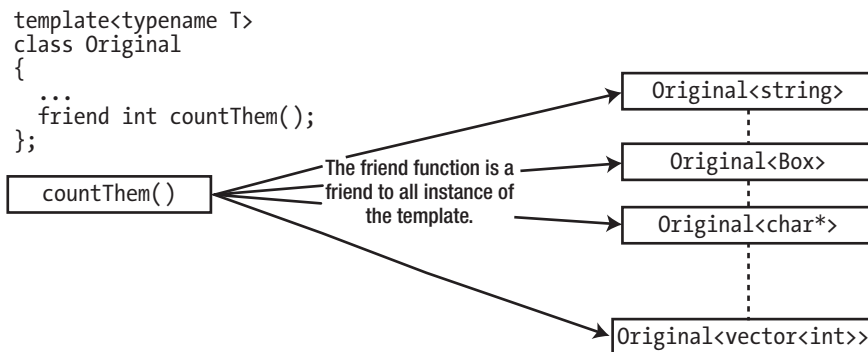 template<typename T>
class Original
{
  ...
  friend int countThem();
};
countThem()
The friend function is a
friend to all instance of
the template.
Original<string>
Original<Box>
Original<char*>
Original<vector<int>>